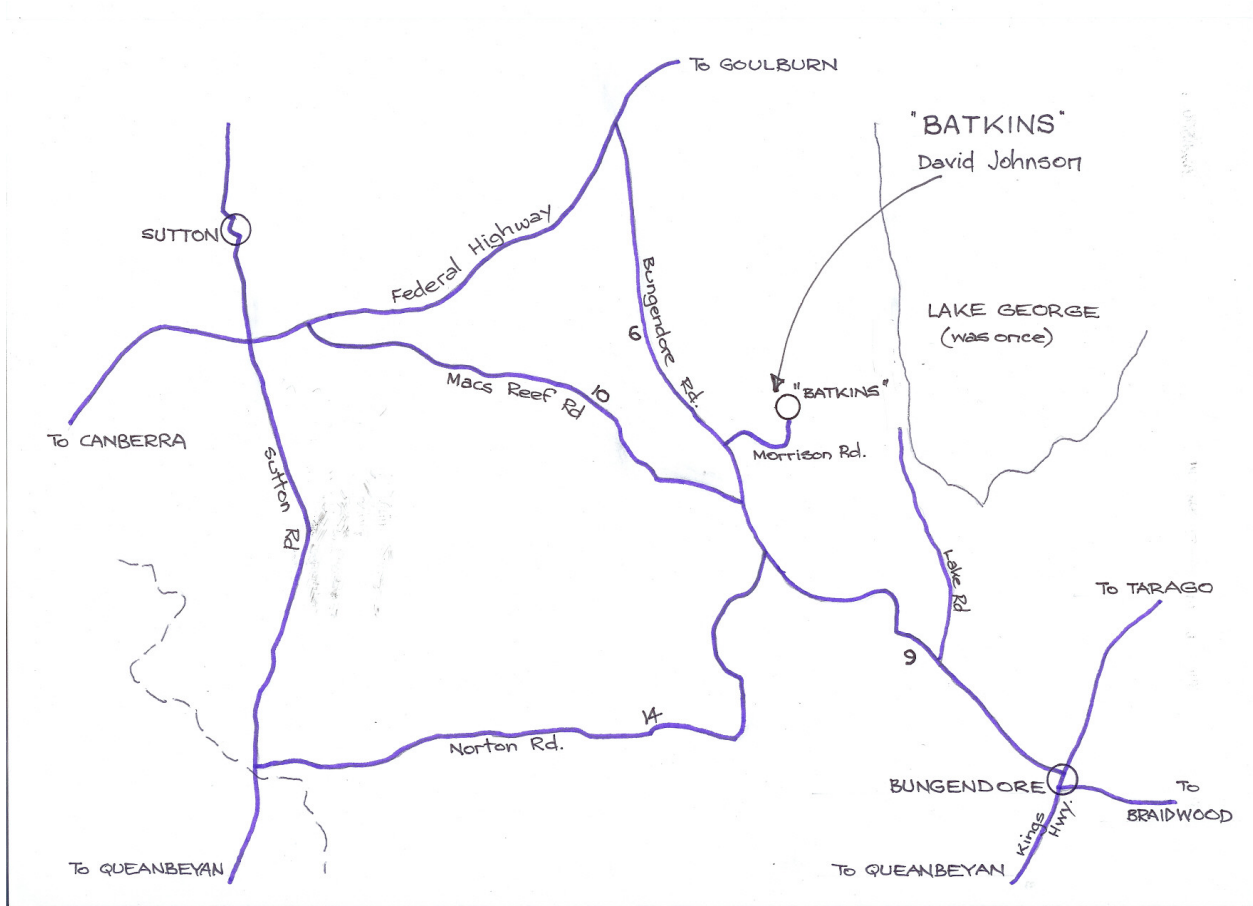 To GOULBURN
"BATKINS"
David Johnson
SUTTON
Federal Highway
Bungendore Rd.
6
LAKE GEORGE
(was once)
Macs Reef Rd
10
"BATKINS"
Morrison Rd.
To CANBERRA
Sutton Rd
Lake Rd
To TARAGO
9
14
Norton Rd.
BUNGENDORE
To
BRAIDWOOD
Kings
Hwy.
To QUEANBEYAN
To QUEANBEYAN